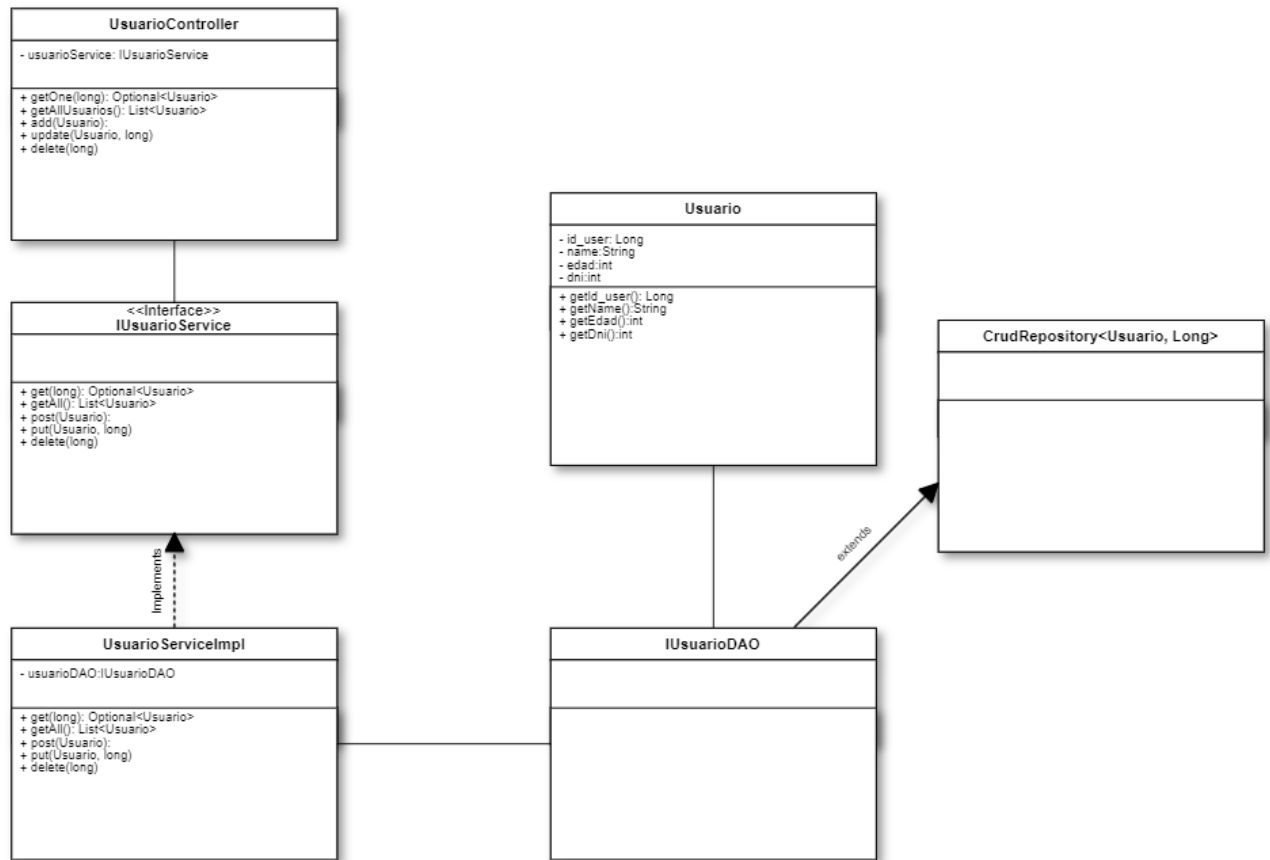 UsuarioController
- usuarioService: IUsuarioService
+ getOne(long): Optional<Usuario>
+ getAllUsuarios(): List<Usuario>
+ add(Usuario):
+ update(Usuario, long)
+ delete(long)
<<Interface>>
IUsuarioService
+ get(long): Optional<Usuario>
+ getAll(): List<Usuario>
+ post(Usuario):
+ put(Usuario, long)
+ delete(long)
Implements
UsuarioServiceImpl
- usuarioDAO:IUsuarioDAO
+ get(long): Optional<Usuario>
+ getAll(): List<Usuario>
+ post(Usuario):
+ put(Usuario, long)
+ delete(long)
Usuario
- id_user: Long
- name:String
- edad:int
- dni:int
+ getId_user(): Long
+ getName():String
+ getEdad():int
+ getDni():int
IUsuarioDAO
extends
CrudRepository<Usuario, Long>